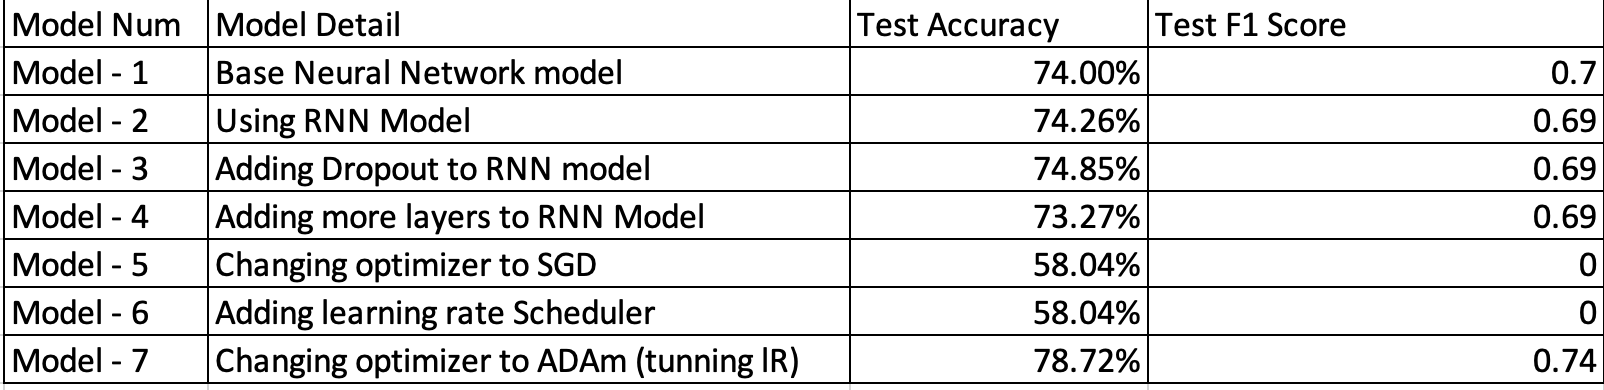 Model Num Model Detail Test Accuracy Test F1 Score
Model - 1 Base Neural Network model 74.00% 0.7
Model - 2 Using RNN Model 74.26% 0.69
Model - 3 Adding Dropout to RNN model 74.85% 0.69
Model - 4 Adding more layers to RNN Model 73.27% 0.69
Model - 5 Changing optimizer to SGD 58.04% 0
Model - 6 Adding learning rate Scheduler 58.04% 0
Model - 7 Changing optimizer to ADAm (tunning lR) 78.72% 0.74